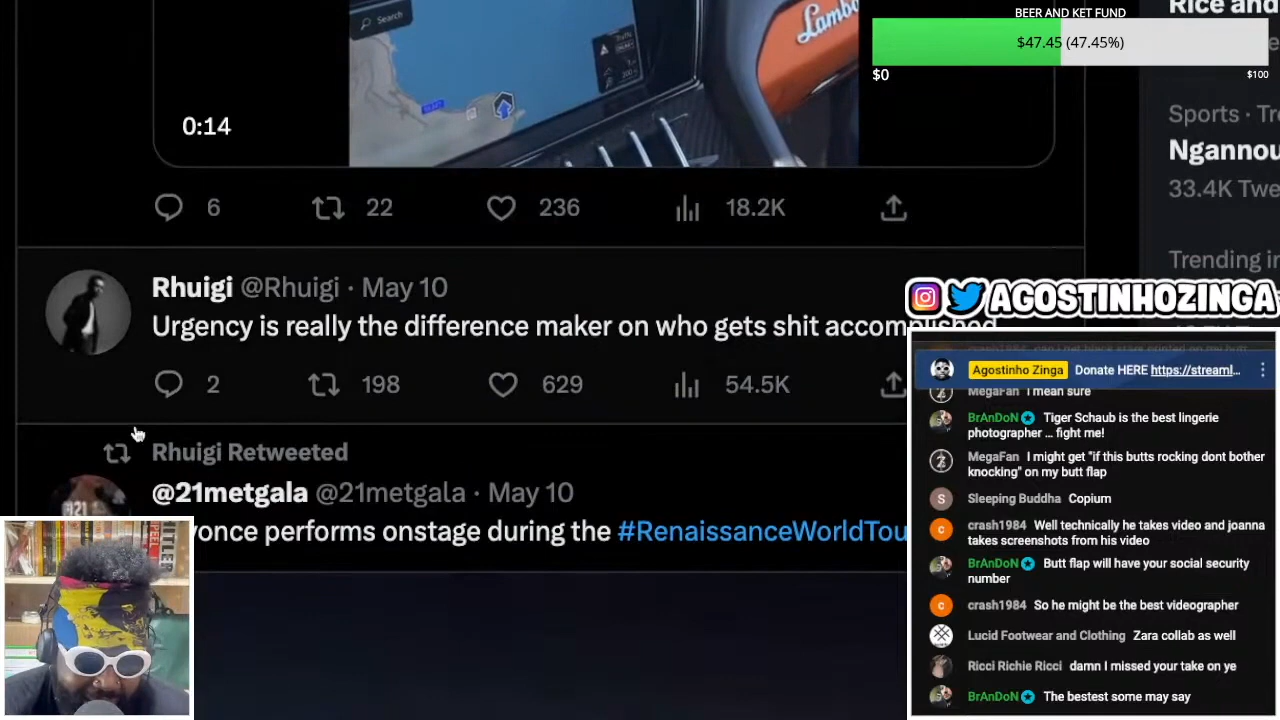 BEER AND KET FUND
$47.45 (47.45%)
$0
$100
Rice and
Search
Lambo
0:14
Sports
Ngannou
33.4K Twe
6 22 236 18.2K
Trending in
Rhuigi @Rhuigi · May 10
Urgency is really the difference maker on who gets shit accomplished
2 198 629 54.5K
Rhuigi Retweeted
@21metgala @21metgala · May 10
yonce performs onstage during the #RenaissanceWorldTou
AGOSTINHOZINGA
Agostinho Zinga Donate HERE https://streaml...
MegaFan I mean sure
BrAnDoN Tiger Schaub is the best lingerie
photographer ... fight me!
MegaFan I might get "if this butts rocking dont bother
knocking" on my butt flap
S Sleeping Buddha Copium
c crash1984 Well technically he takes video and joanna
takes screenshots from his video
BrAnDoN Butt flap will have your social security
number
c crash1984 So he might be the best videographer
Lucid Footwear and Clothing Zara collab as well
Ricci Richie Ricci damn I missed your take on ye
BrAnDoN The bestest some may say